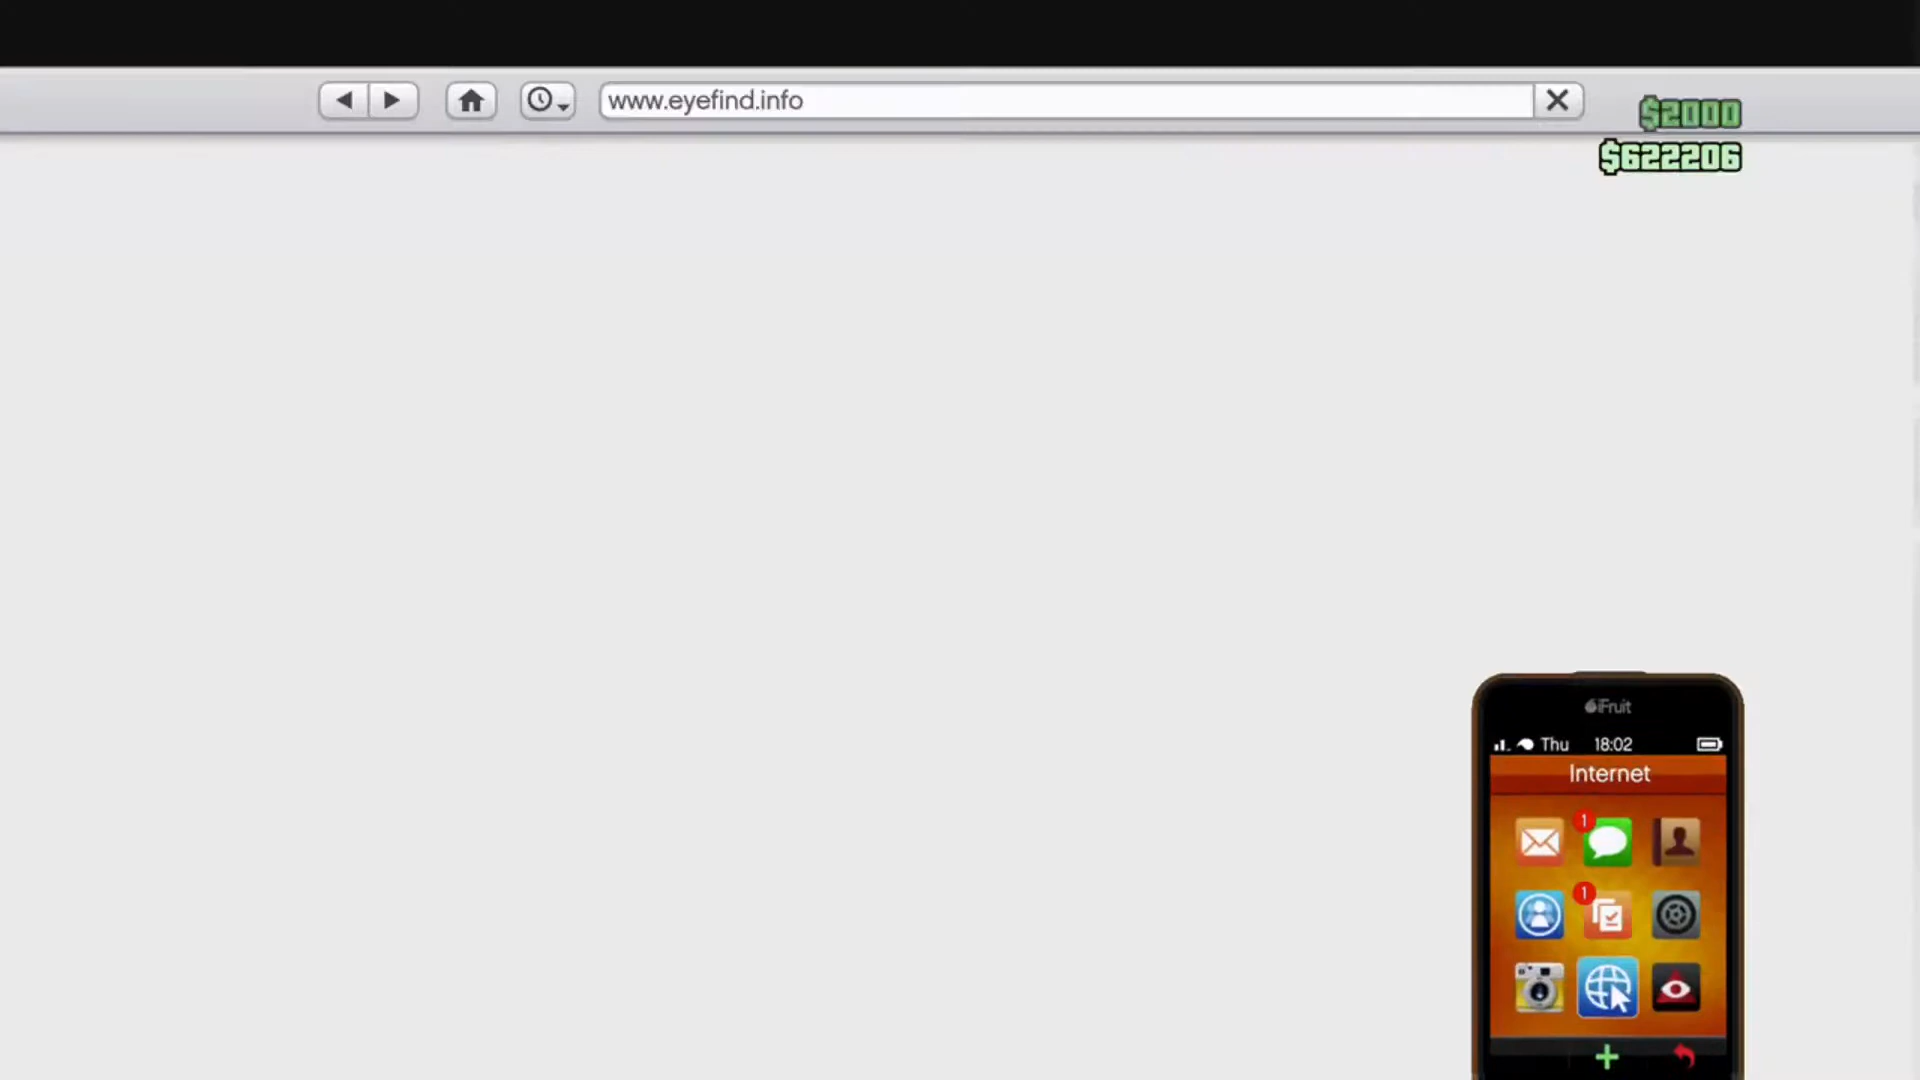 www.eyefind.info
$2000
$622206
iFruit
Thu 18:02
Internet
1
1